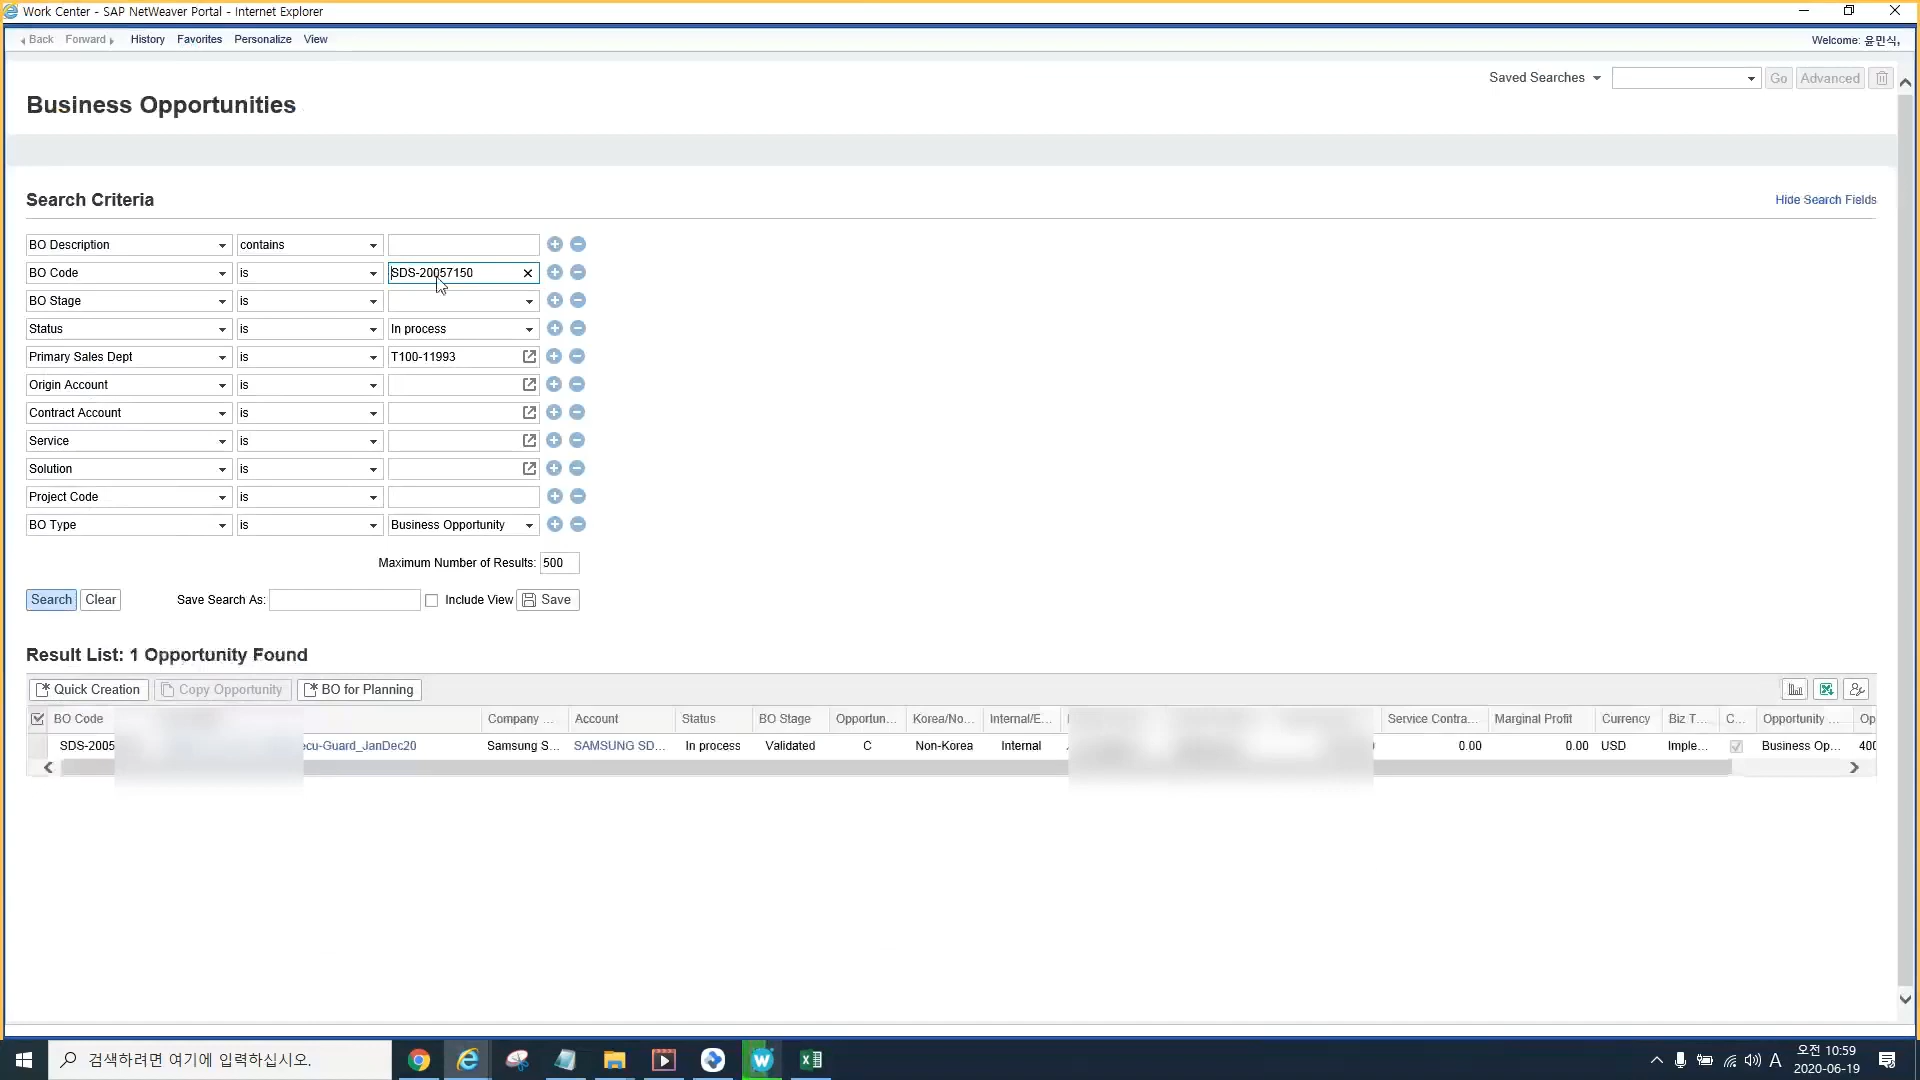 Work Center - SAP NetWeaver Portal - Internet Explorer
Back Forward History Favorites Personalize View
Welcome: 윤민식,
Saved Searches Go Advanced
Business Opportunities
Search Criteria
Hide Search Fields
BO Description contains
BO Code is SDS-20057150
BO Stage is
Status is In process
Primary Sales Dept is T100-11993
Origin Account is
Contract Account is
Service is
Solution is
Project Code is
BO Type is Business Opportunity
Maximum Number of Results: 500
Search Clear Save Search As: Include View Save
Result List: 1 Opportunity Found
Quick Creation Copy Opportunity BO for Planning
BO Code Company ... Account Status BO Stage Opportun... Korea/No... Internal/E... Service Contra... Marginal Profit Currency Biz T... C... Opportunity ... Op
SDS-2005 ecu-Guard_JanDec20 Samsung S... SAMSUNG SD... In process Validated C Non-Korea Internal 0.00 0.00 USD Imple... Business Op... 400
검색하려면 여기에 입력하십시오.
A
오전 10:59
2020-06-19